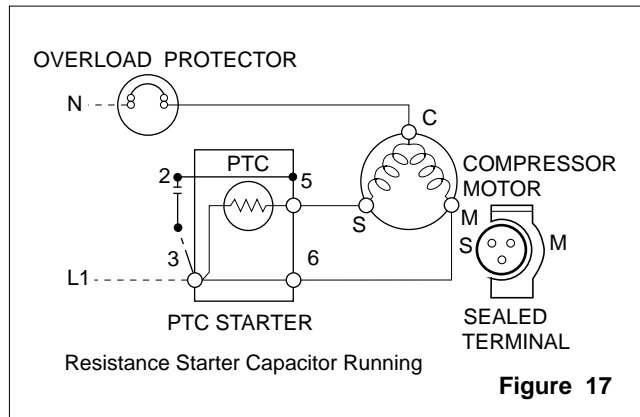 OVERLOAD PROTECTOR
N
C
PTC
2
5
COMPRESSOR
MOTOR
S
M
S
M
3
6
L1
PTC STARTER
SEALED
TERMINAL
Resistance Starter Capacitor Running
Figure 17